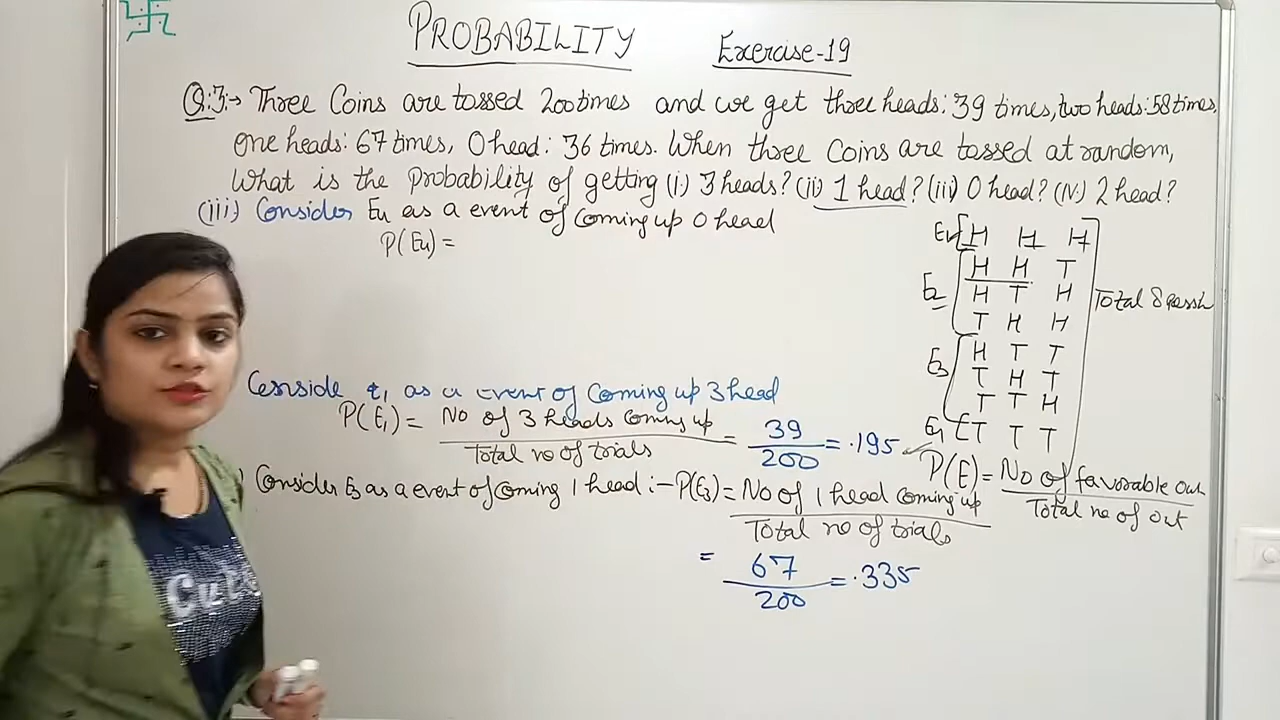 PROBABILITY Exercise-19
Q:3:→ Three Coins are tossed 200 times and we get three heads: 39 times, two heads: 58 times,
one heads: 67 times, 0 head: 36 times. When three Coins are tossed at random,
What is the Probability of getting (i) 3 heads? (ii) 1 head? (iii) 0 head? (iv) 2 head?
(iii) Consider E4 as a event of Coming up 0 head
P(E4) =
Consider E1 as a event of Coming up 3 head
P(E1) = No of 3 heads coming up / Total no of trials = 39 / 200 = .195
) Consider E3 as a event of coming 1 head :- P(E3) = No of 1 head coming up / Total no of trials
= 67 / 200 = .335
H H H
E2 H H T
H T H
T H H
E3 H T T
T H T
T T H
T T T
Total 8
P(E) = No of favorable out / Total no of out
Cute